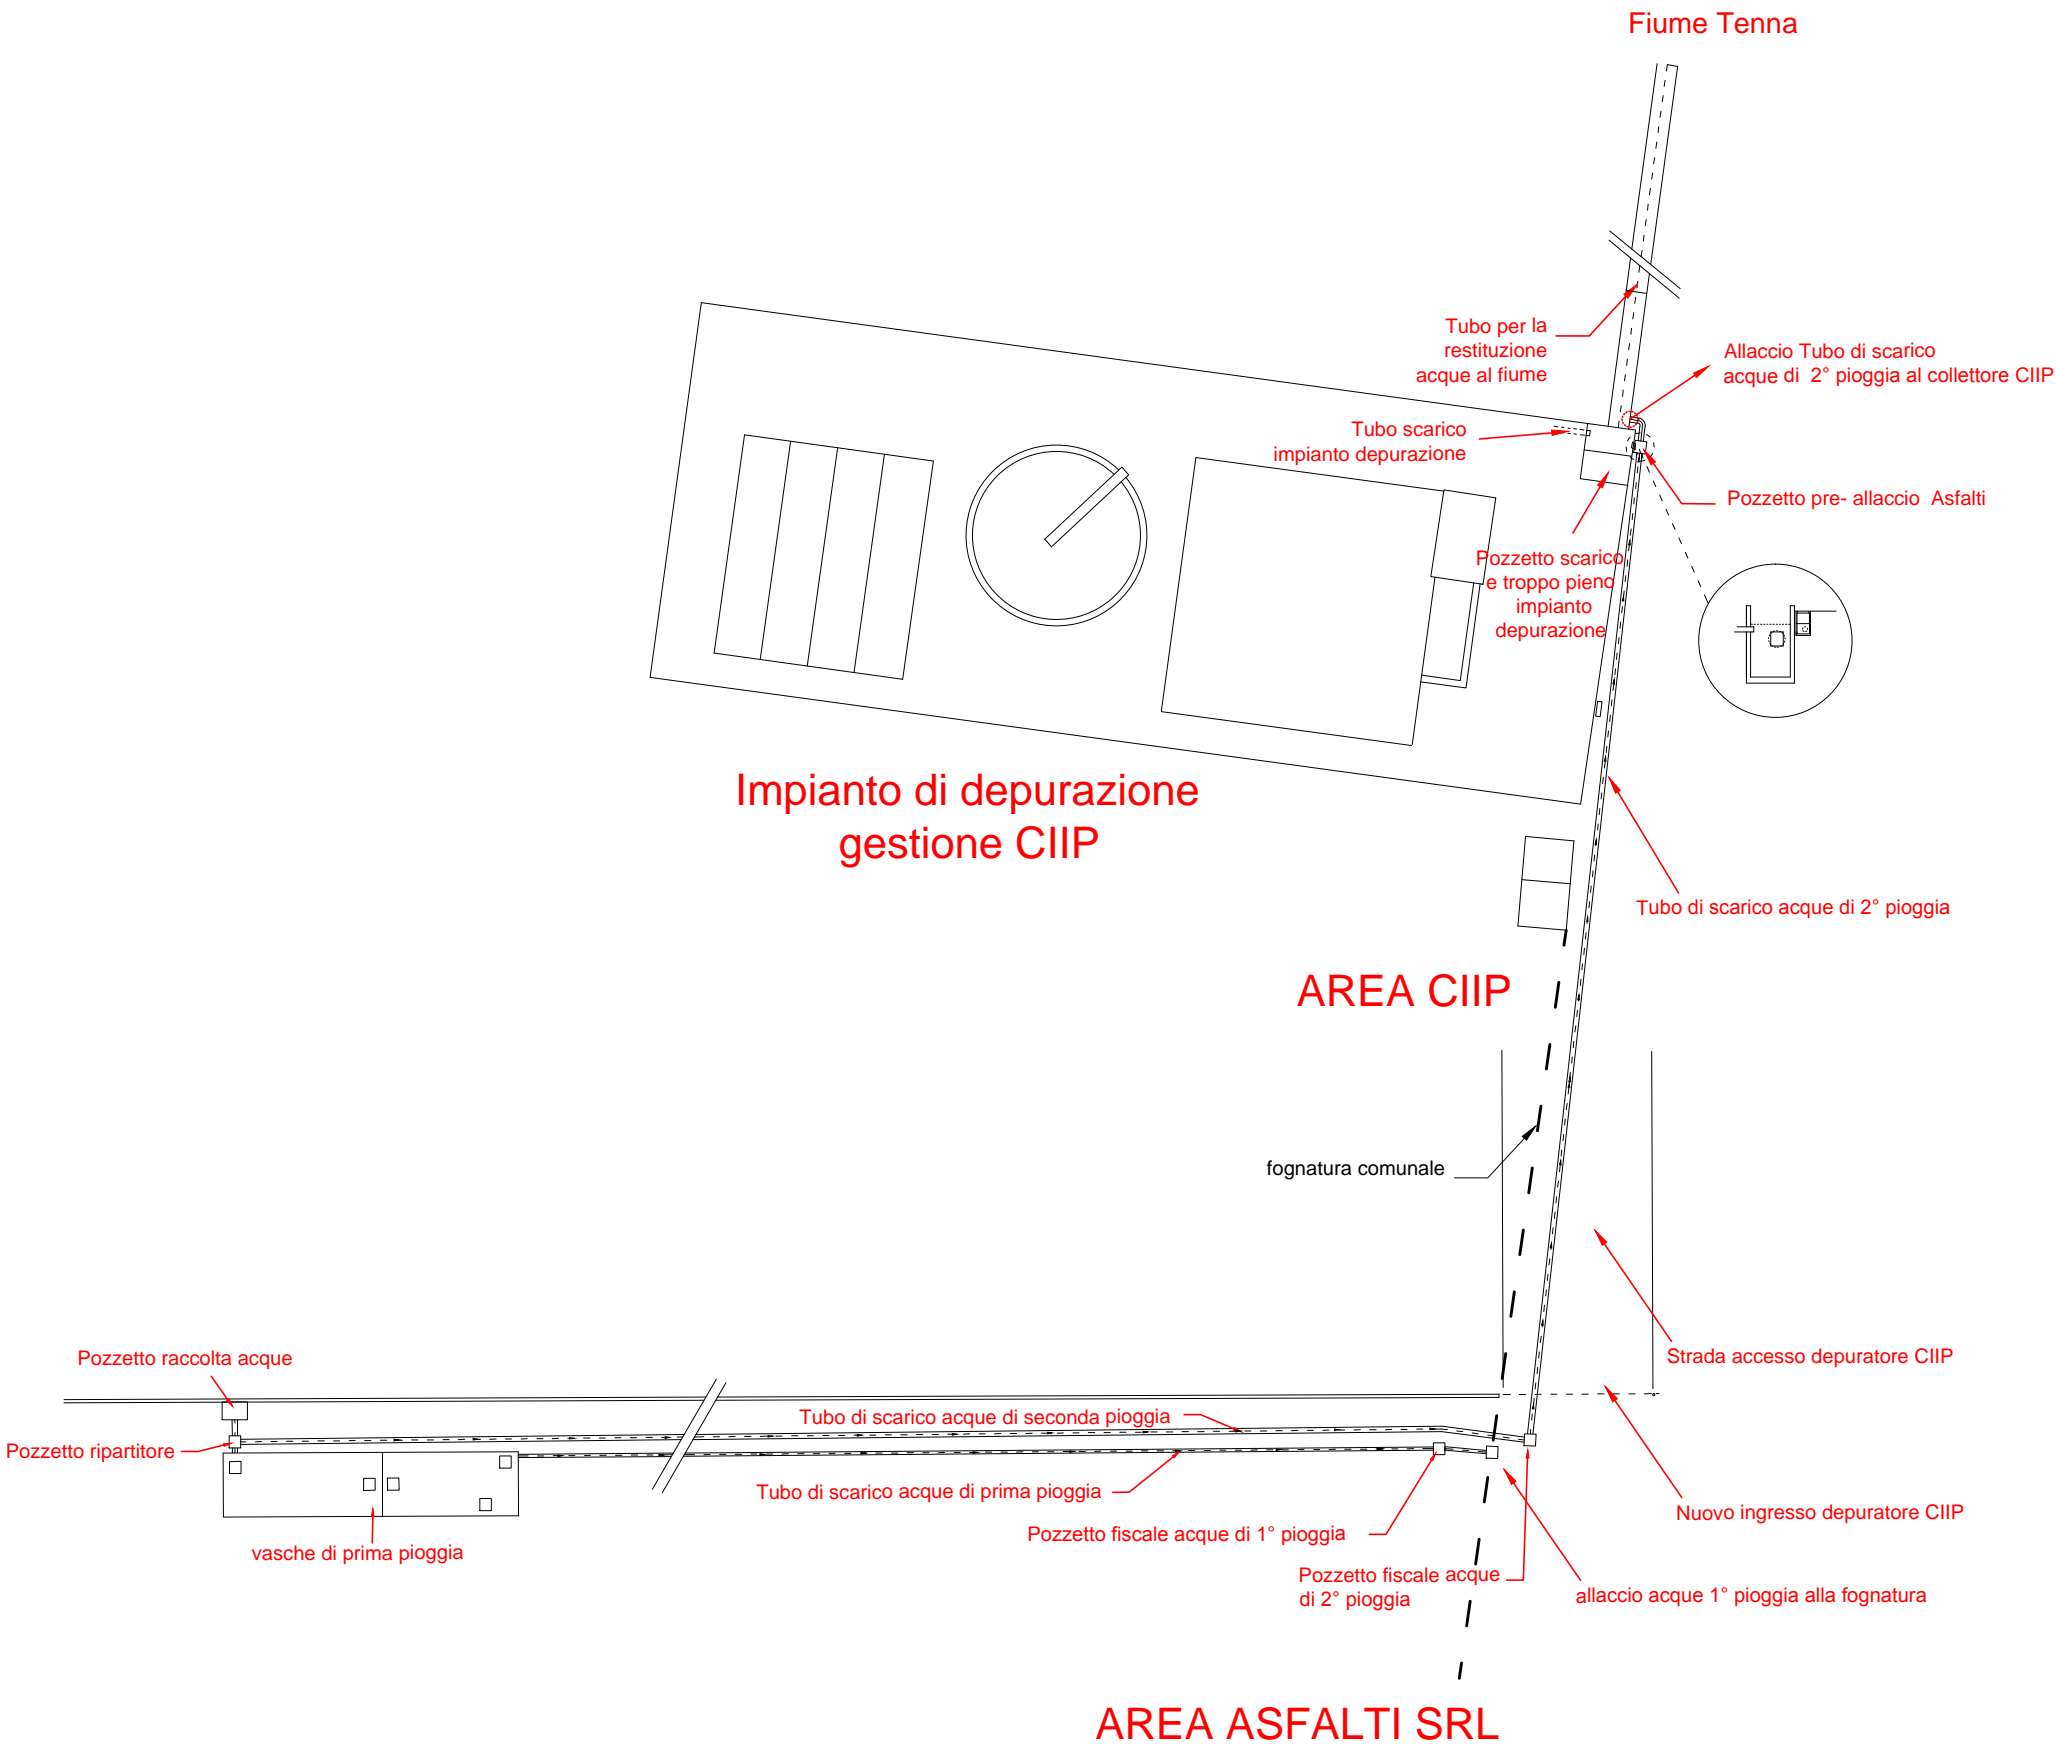 Fiume Tenna
Tubo per la
restituzione
acque al fiume
Allaccio Tubo di scarico
acque di 2° pioggia al collettore CIIP
Tubo scarico
impianto depurazione
Pozzetto pre- allaccio Asfalti
Pozzetto scarico
e troppo pieno
impianto
depurazione
Impianto di depurazione
gestione CIIP
Tubo di scarico acque di 2° pioggia
AREA CIIP
fognatura comunale
Strada accesso depuratore CIIP
Pozzetto raccolta acque
Tubo di scarico acque di seconda pioggia
Pozzetto ripartitore
Tubo di scarico acque di prima pioggia
Nuovo ingresso depuratore CIIP
Pozzetto fiscale acque di 1° pioggia
vasche di prima pioggia
Pozzetto fiscale acque
di 2° pioggia
allaccio acque 1° pioggia alla fognatura
AREA ASFALTI SRL